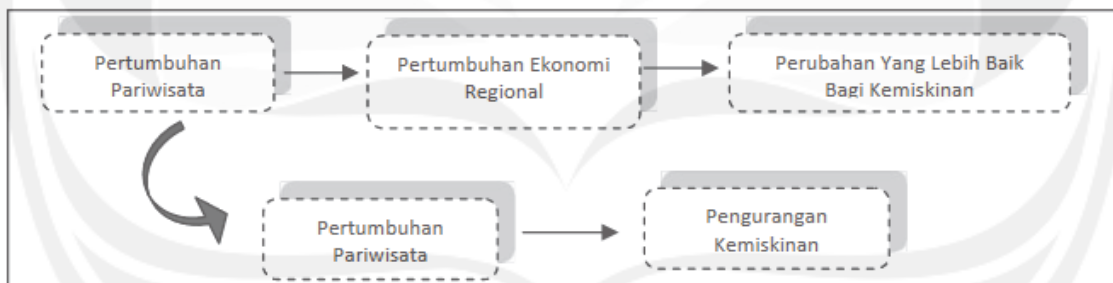 Pertumbuhan
Pariwisata
Pertumbuhan Ekonomi
Regional
Perubahan Yang Lebih Baik
Bagi Kemiskinan
Pertumbuhan
Pariwisata
Pengurangan
Kemiskinan